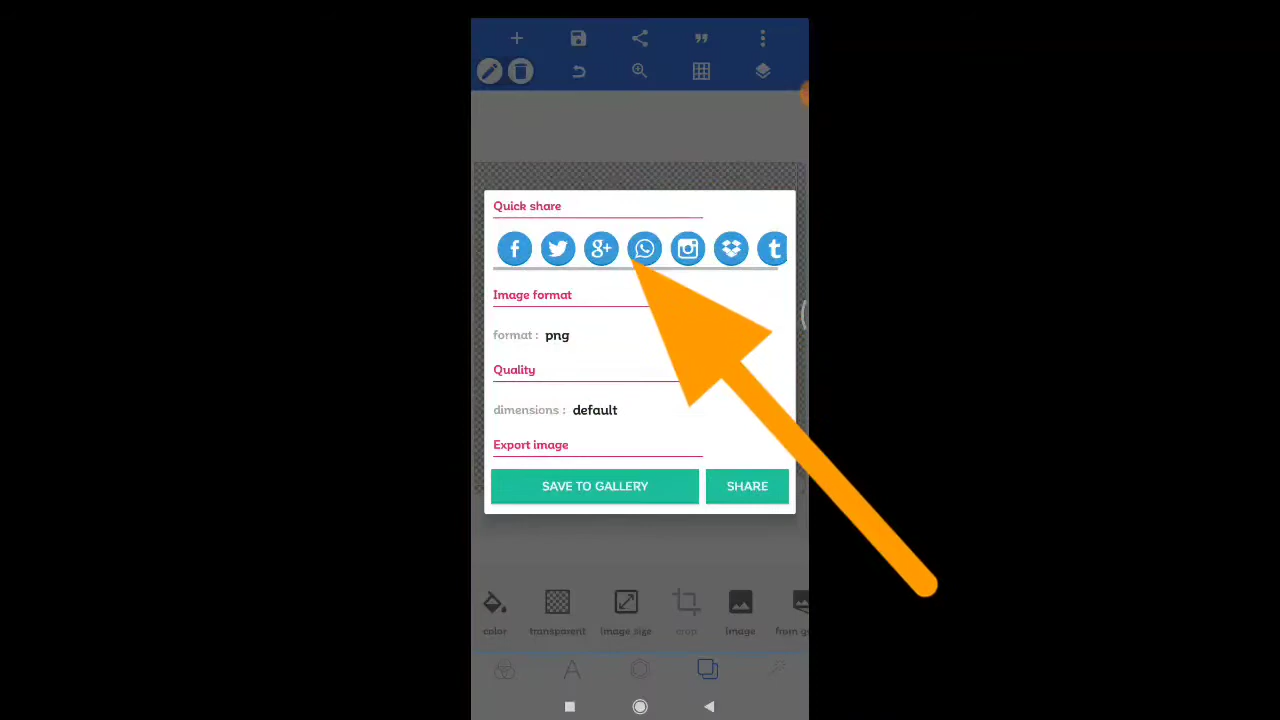 Quick share
Image format
format : png
Quality
dimensions : default
Export image
SAVE TO GALLERY SHARE
color transparent image size crop image